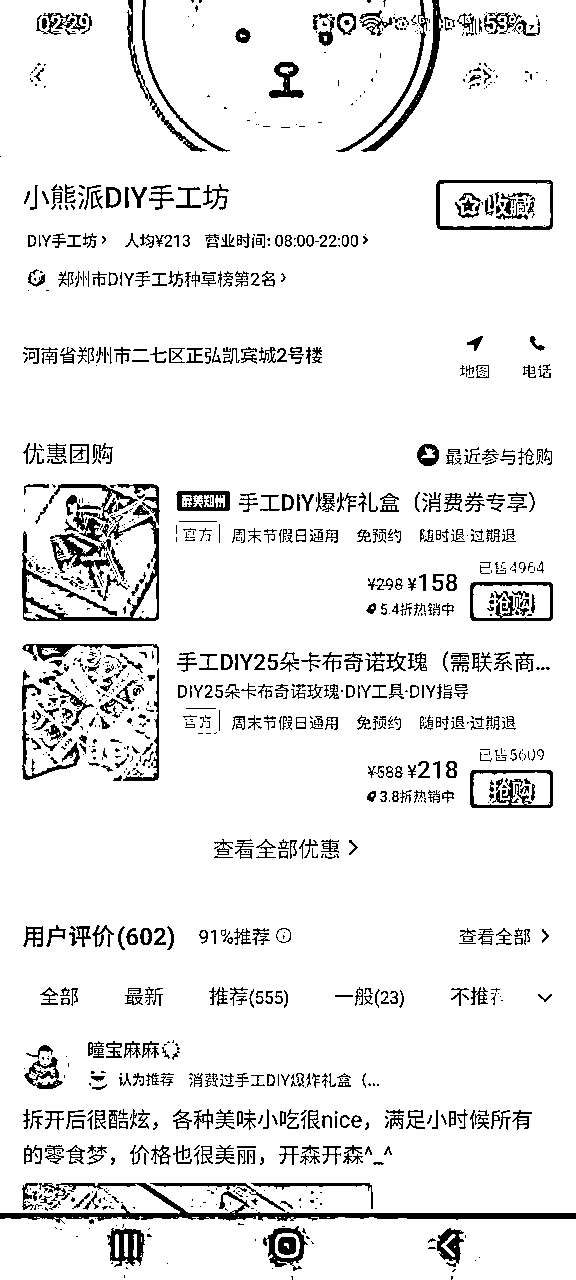 02:29
53%
小熊派DIY手工坊
收藏
DIY手工坊 人均¥213 营业时间: 08:00-22:00
郑州市DIY手工坊种草榜第2名
河南省郑州市二七区正弘凯宾城2号楼
地图 电话
优惠团购
最近参与抢购
手工DIY爆炸礼盒（消费券专享）
官方 周末节假日通用 免预约 随时退·过期退
已售4964
¥298 ¥158
5.4折热销中
抢购
手工DIY25朵卡布奇诺玫瑰（需联系商...
DIY25朵卡布奇诺玫瑰·DIY工具·DIY指导
官方 周末节假日通用 免预约 随时退·过期退
已售5609
¥588 ¥218
3.8折热销中
抢购
查看全部优惠
用户评价(602) 91%推荐 查看全部
全部 最新 推荐(555) 一般(23) 不推荐
瞳宝麻麻
认为推荐 消费过手工DIY爆炸礼盒（...
拆开后很酷炫，各种美味小吃很nice，满足小时候所有
的零食梦，价格也很美丽，开森开森^_^